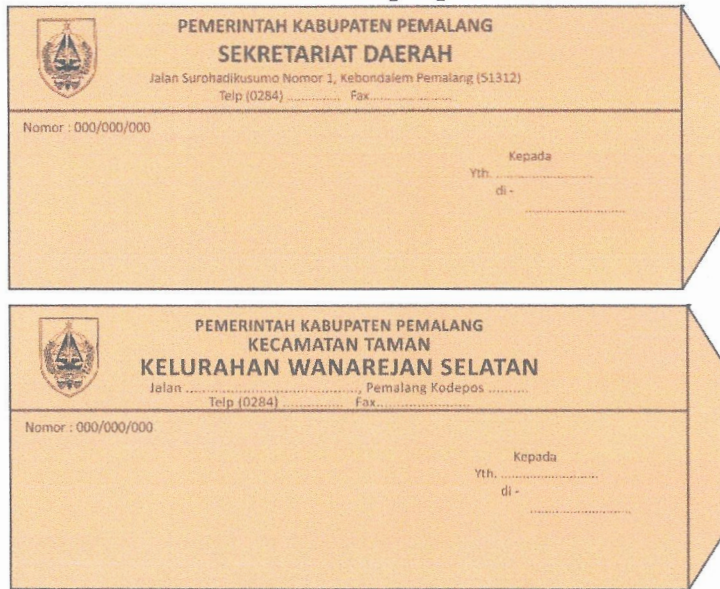 PEMERINTAH KABUPATEN PEMALANG
SEKRETARIAT DAERAH
Jalan Surohadikusumo Nomor 1, Kebondalem Pemalang (51312)
Telp (0284) .............. Fax......................
Nomor : 000/000/000
Kepada
Yth. .........................
di -
..........................
PEMERINTAH KABUPATEN PEMALANG
KECAMATAN TAMAN
KELURAHAN WANAREJAN SELATAN
Jalan ............................................, Pemalang Kodepos ..........
Telp (0284) ................ Fax........................
Nomor : 000/000/000
Kepada
Yth. .........................
di -
..........................